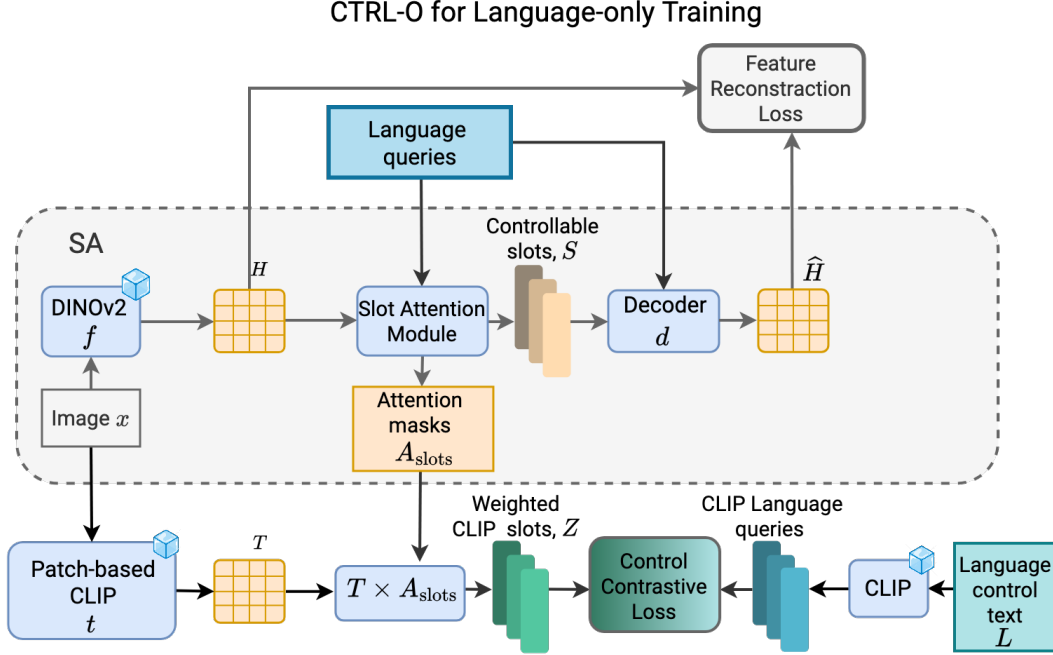 CTRL-O for Language-only Training
Feature
Reconstraction
Loss
Language
queries
SA
Controllable
slots, S
H
Ĥ
DINOv2
f
Slot Attention
Module
Decoder
d
Image x
Attention
masks
A_slots
Weighted
CLIP slots, Z
CLIP Language
queries
T
Patch-based
CLIP
t
T × A_slots
Control
Contrastive
Loss
CLIP
Language
control
text
L